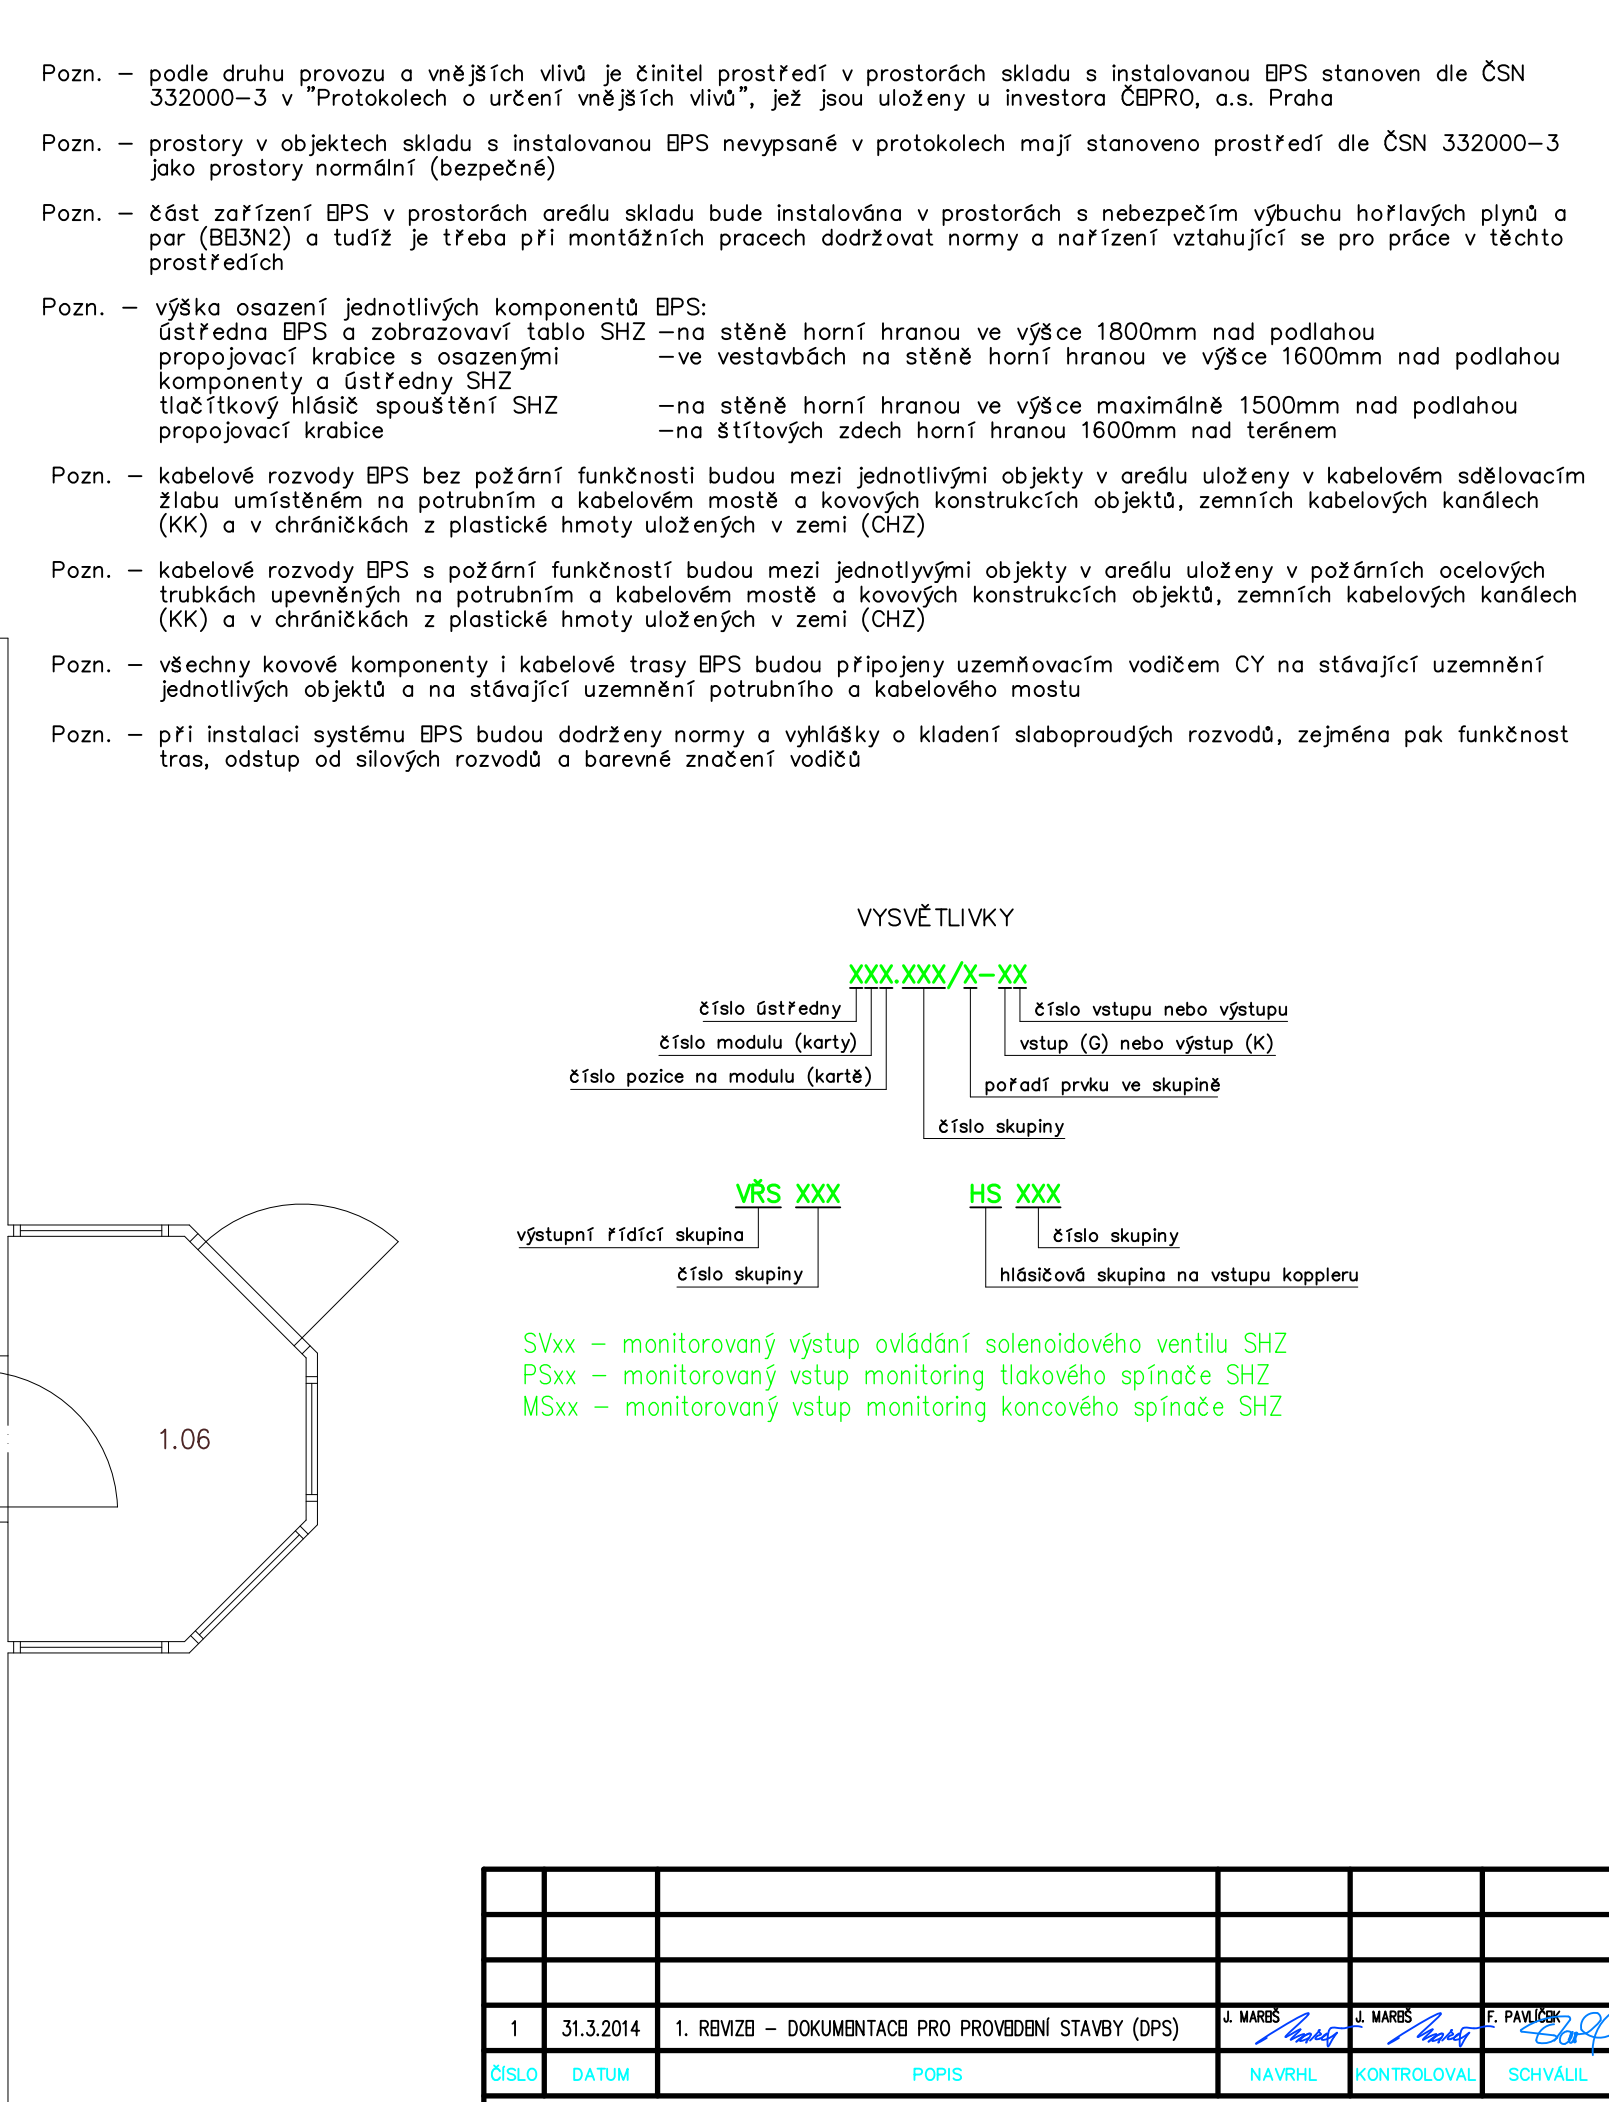 Pozn. – podle druhu provozu a vnějších vlivů je činitel prostředí v prostorách skladu s instalovanou EPS stanoven dle ČSN
332000–3 v "Protokolech o určení vnějších vlivů", jež jsou uloženy u investora ČEPRO, a.s. Praha
Pozn. – prostory v objektech skladu s instalovanou EPS nevypsané v protokolech mají stanoveno prostředí dle ČSN 332000–3
jako prostory normální (bezpečné)
Pozn. – část zařízení EPS v prostorách areálu skladu bude instalována v prostorách s nebezpečím výbuchu hořlavých plynů a
par (BE3N2) a tudíž je třeba při montážních pracech dodržovat normy a nařízení vztahující se pro práce v těchto
prostředích
Pozn. – výška osazení jednotlivých komponentů EPS:
ústředna EPS a zobrazovaví tablo SHZ –na stěně horní hranou ve výšce 1800mm nad podlahou
propojovací krabice s osazenými –ve vestavbách na stěně horní hranou ve výšce 1600mm nad podlahou
komponenty a ústředny SHZ
tlačítkový hlásič spouštění SHZ –na stěně horní hranou ve výšce maximálně 1500mm nad podlahou
propojovací krabice –na štítových zdech horní hranou 1600mm nad terénem
Pozn. – kabelové rozvody EPS bez požární funkčnosti budou mezi jednotlivými objekty v areálu uloženy v kabelovém sdělovacím
žlabu umístěném na potrubním a kabelovém mostě a kovových konstrukcích objektů, zemních kabelových kanálech
(KK) a v chráničkách z plastické hmoty uložených v zemi (CHZ)
Pozn. – kabelové rozvody EPS s požární funkčností budou mezi jednotlyvými objekty v areálu uloženy v požárních ocelových
trubkách upevněných na potrubním a kabelovém mostě a kovových konstrukcích objektů, zemních kabelových kanálech
(KK) a v chráničkách z plastické hmoty uložených v zemi (CHZ)
Pozn. – všechny kovové komponenty i kabelové trasy EPS budou připojeny uzemňovacím vodičem CY na stávající uzemnění
jednotlivých objektů a na stávající uzemnění potrubního a kabelového mostu
Pozn. – při instalaci systému EPS budou dodrženy normy a vyhlášky o kladení slaboproudých rozvodů, zejména pak funkčnost
tras, odstup od silových rozvodů a barevné značení vodičů
VYSVĚTLIVKY
XXX.XXX/X–XX
číslo ústředny číslo vstupu nebo výstupu
číslo modulu (karty) vstup (G) nebo výstup (K)
číslo pozice na modulu (kartě) pořadí prvku ve skupině
číslo skupiny
VŘS XXX HS XXX
výstupní řídící skupina číslo skupiny
číslo skupiny hlásičová skupina na vstupu koppleru
SVxx – monitorovaný výstup ovládání solenoidového ventilu SHZ
PSxx – monitorovaný vstup monitoring tlakového spínače SHZ
MSxx – monitorovaný vstup monitoring koncového spínače SHZ
1.06
1 31.3.2014 1. REVIZE – DOKUMENTACE PRO PROVEDENÍ STAVBY (DPS) J. MAREŠ J. MAREŠ F. PAVLÍČEK
ČÍSLO DATUM POPIS NAVRHL KONTROLOVAL SCHVÁLIL